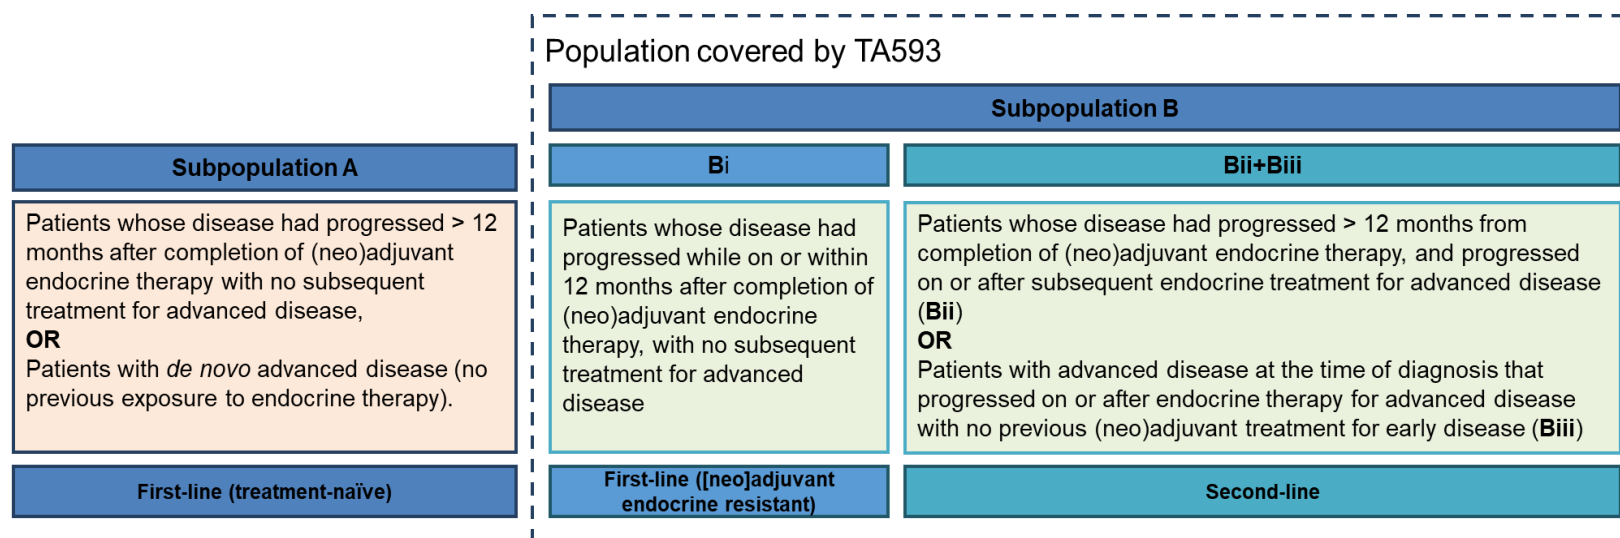 Population covered by TA593
Subpopulation B
Subpopulation A
Bi
Bii+Biii
Patients whose disease had progressed > 12
months after completion of (neo)adjuvant
endocrine therapy with no subsequent
treatment for advanced disease,
OR
Patients with de novo advanced disease (no
previous exposure to endocrine therapy).
Patients whose disease had
progressed while on or within
12 months after completion of
(neo)adjuvant endocrine
therapy, with no subsequent
treatment for advanced
disease
Patients whose disease had progressed > 12 months from
completion of (neo)adjuvant endocrine therapy, and progressed
on or after subsequent endocrine treatment for advanced disease
(Bii)
OR
Patients with advanced disease at the time of diagnosis that
progressed on or after endocrine therapy for advanced disease
with no previous (neo)adjuvant treatment for early disease (Biii)
First-line (treatment-naïve)
First-line ([neo]adjuvant
endocrine resistant)
Second-line